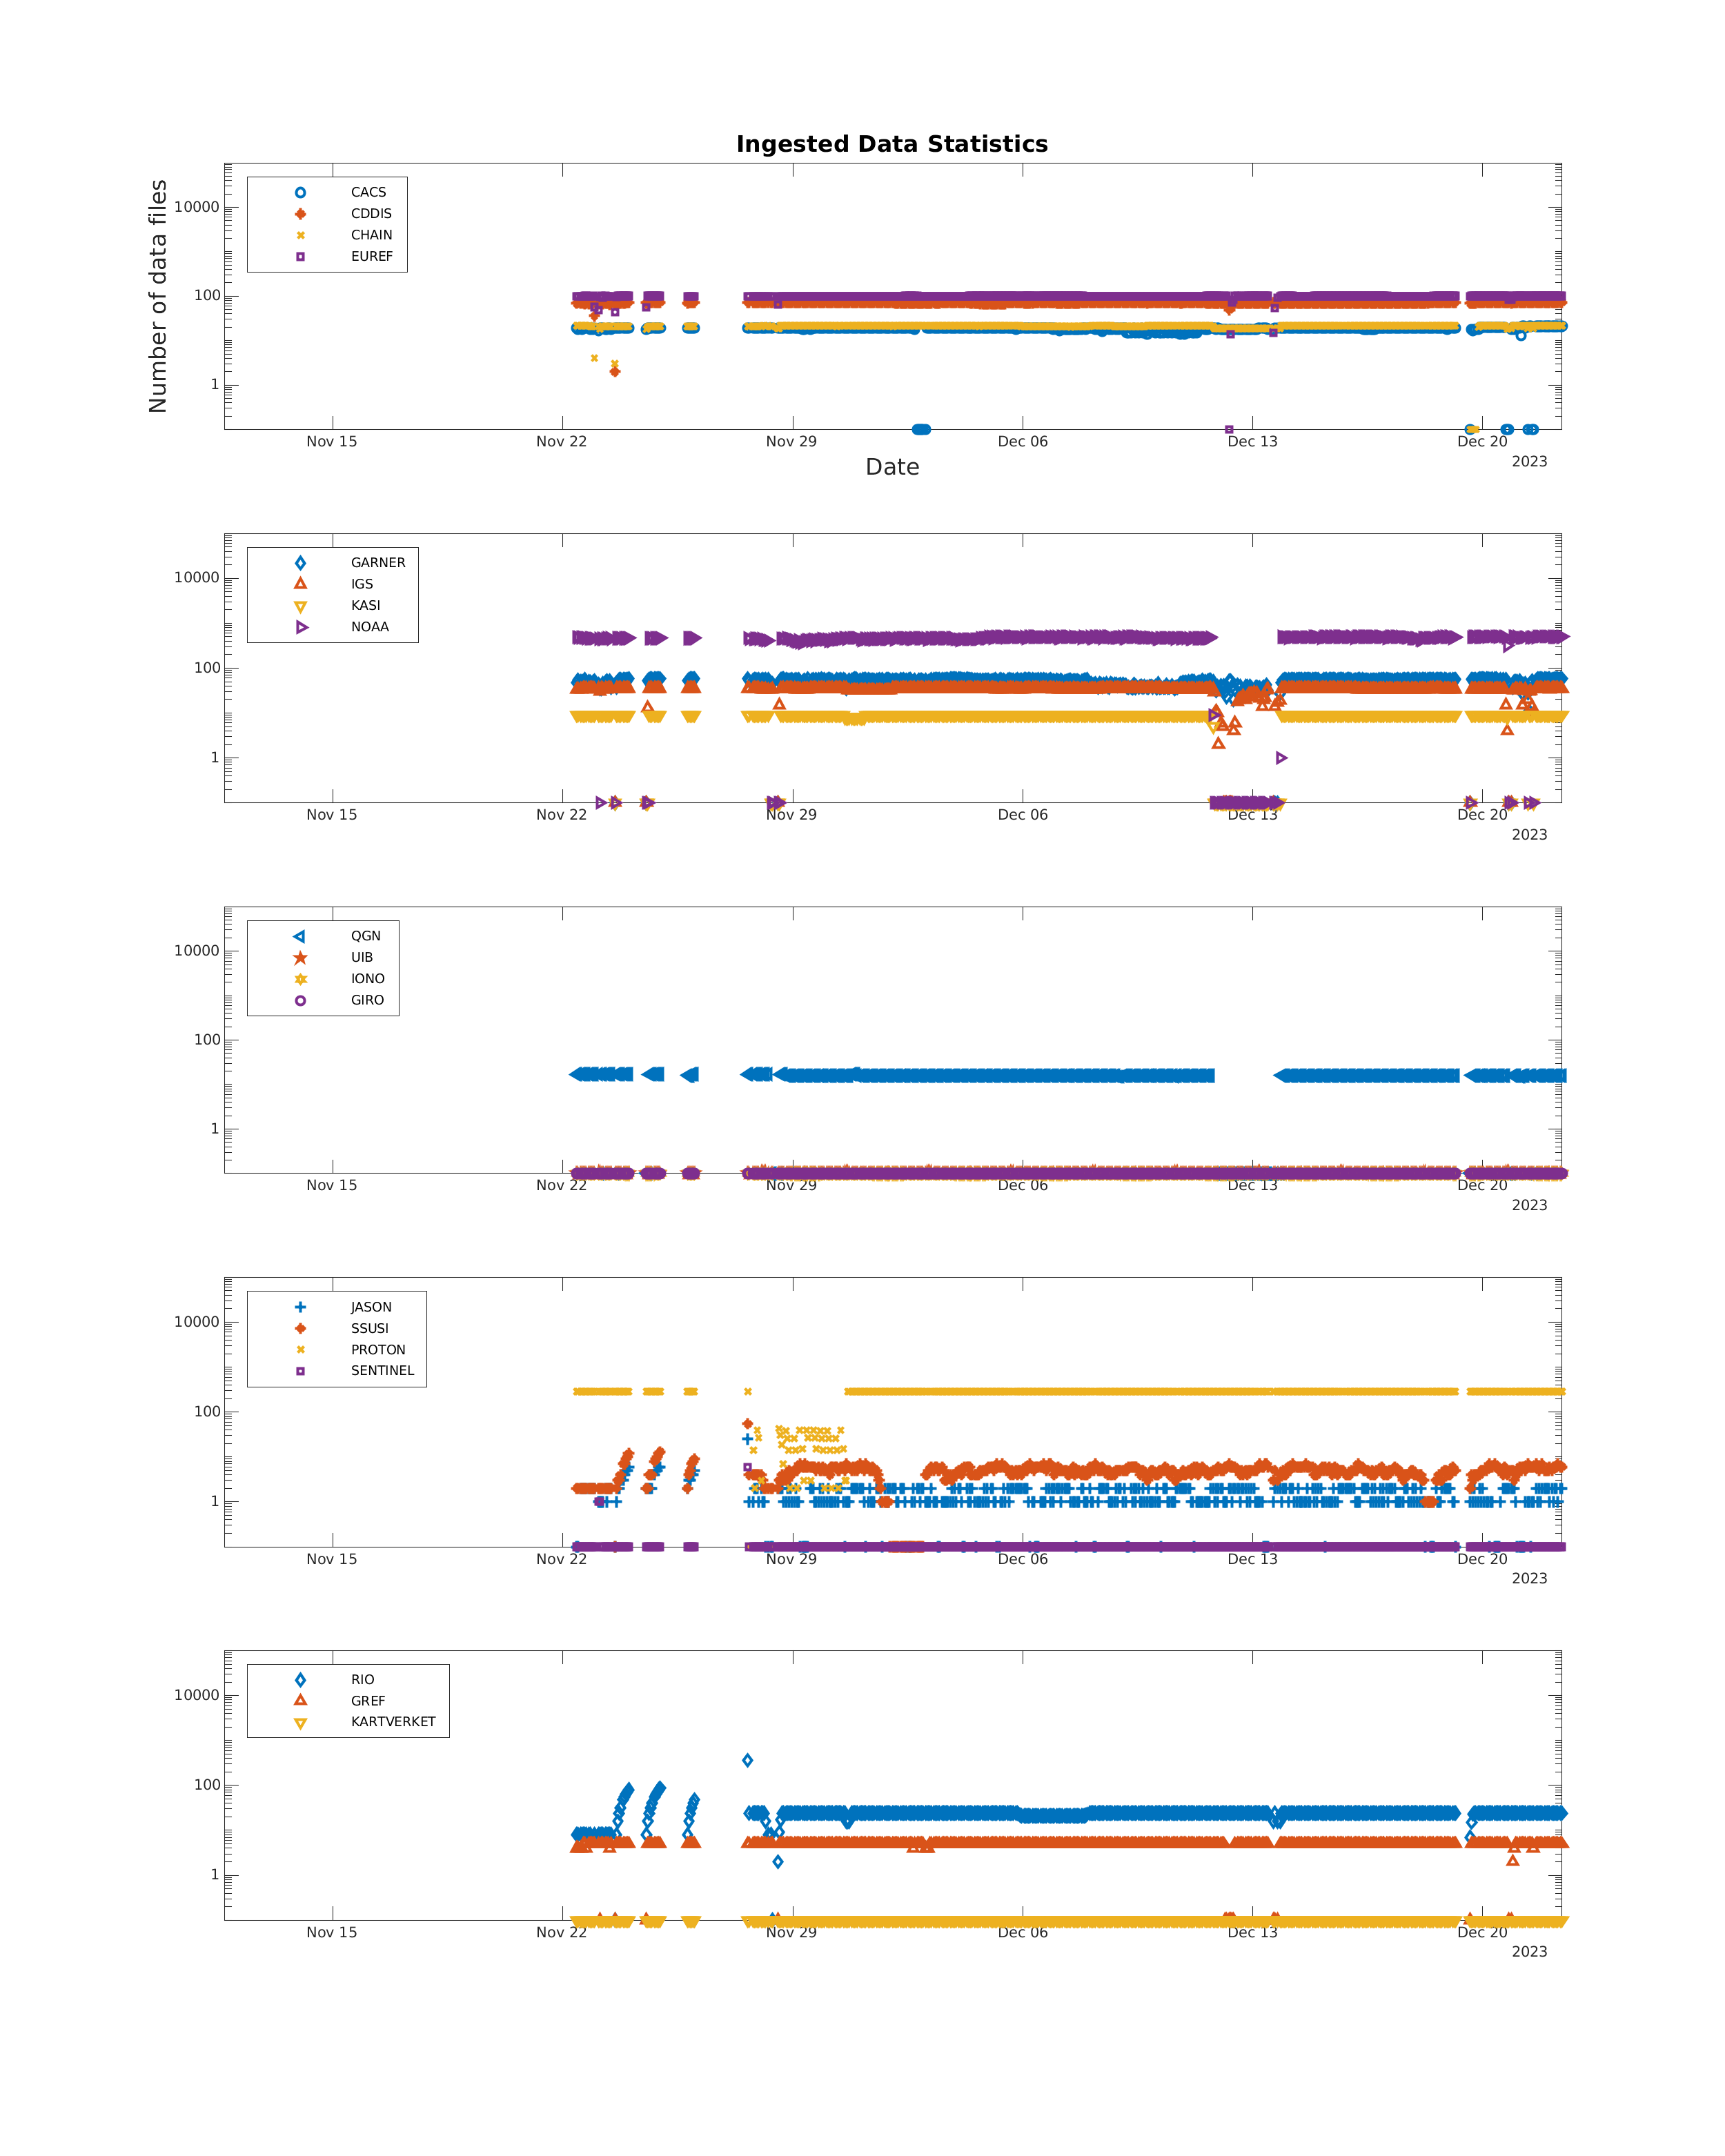 Ingested Data Statistics
Number of data files
CACS
CDDIS
CHAIN
EUREF
10000
100
1
Nov 15 Nov 22 Nov 29 Dec 06 Dec 13 Dec 20
2023
Date
GARNER
IGS
KASI
NOAA
10000
100
1
Nov 15 Nov 22 Nov 29 Dec 06 Dec 13 Dec 20
2023
QGN
UIB
IONO
GIRO
10000
100
1
Nov 15 Nov 22 Nov 29 Dec 06 Dec 13 Dec 20
2023
JASON
SSUSI
PROTON
SENTINEL
10000
100
1
Nov 15 Nov 22 Nov 29 Dec 06 Dec 13 Dec 20
2023
RIO
GREF
KARTVERKET
10000
100
1
Nov 15 Nov 22 Nov 29 Dec 06 Dec 13 Dec 20
2023